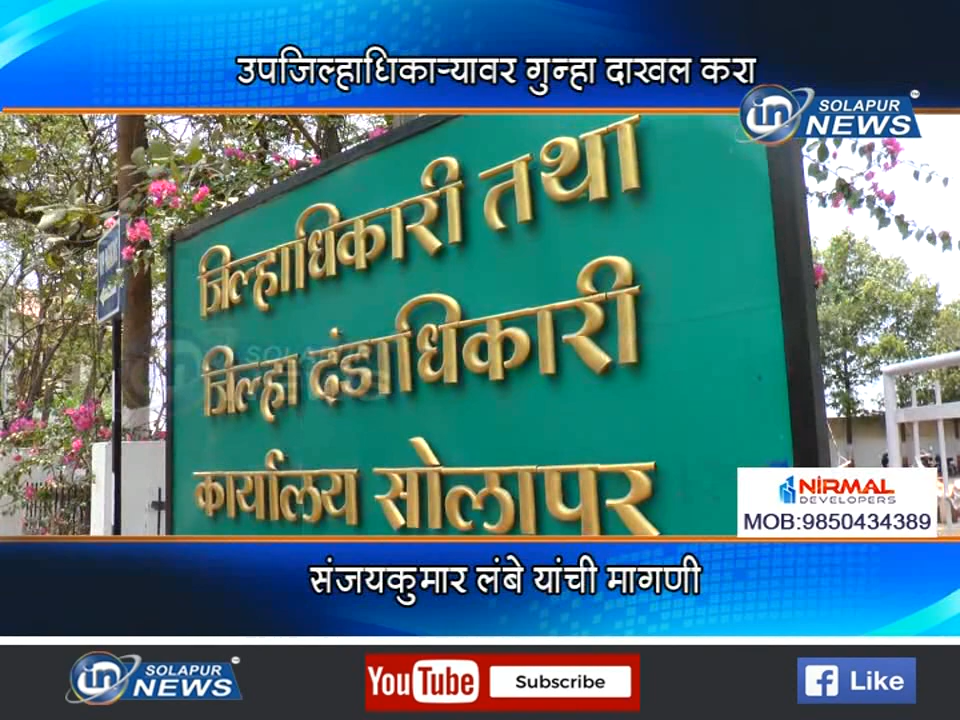 उपजिल्हाधिकाऱ्यावर गुन्हा दाखल करा
in SOLAPUR NEWS
जिल्हाधिकारी तथा
जिल्हा दंडाधिकारी
कार्यालय सोलापर
NIRMAL
DEVELOPERS
MOB:9850434389
संजयकुमार लंबे यांची मागणी
in SOLAPUR NEWS
YouTube Subscribe
f Like